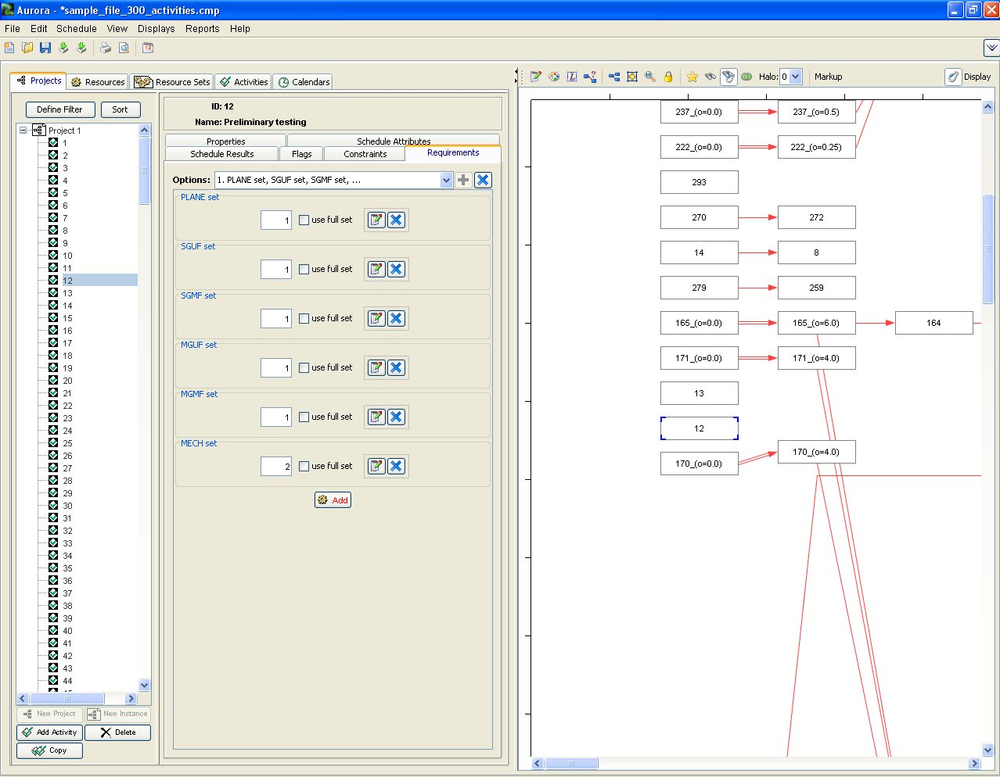 Aurora - *sample_file_300_activities.cmp
File Edit Schedule View Displays Reports Help
Projects Resources Resource Sets Activities Calendars
Define Filter Sort
Project 1
1
2
3
4
5
6
7
8
9
10
11
12
13
14
15
16
17
18
19
20
21
22
23
24
25
26
27
28
29
30
31
32
33
34
35
36
37
38
39
40
41
42
43
44
New Project New Instance
Add Activity Delete
Copy
ID: 12
Name: Preliminary testing
Properties Schedule Attributes
Schedule Results Flags Constraints Requirements
Options: 1. PLANE set, SGUF set, SGMF set, ...
PLANE set
1 use full set
SGUF set
1 use full set
SGMF set
1 use full set
MGUF set
1 use full set
MGMF set
1 use full set
MECH set
2 use full set
Add
Halo: 0 Markup Display
237_(o=0.0) 237_(o=0.5)
222_(o=0.0) 222_(o=0.25)
293
270 272
14 8
279 259
165_(o=0.0) 165_(o=6.0) 164
171_(o=0.0) 171_(o=4.0)
13
12
170_(o=0.0) 170_(o=4.0)